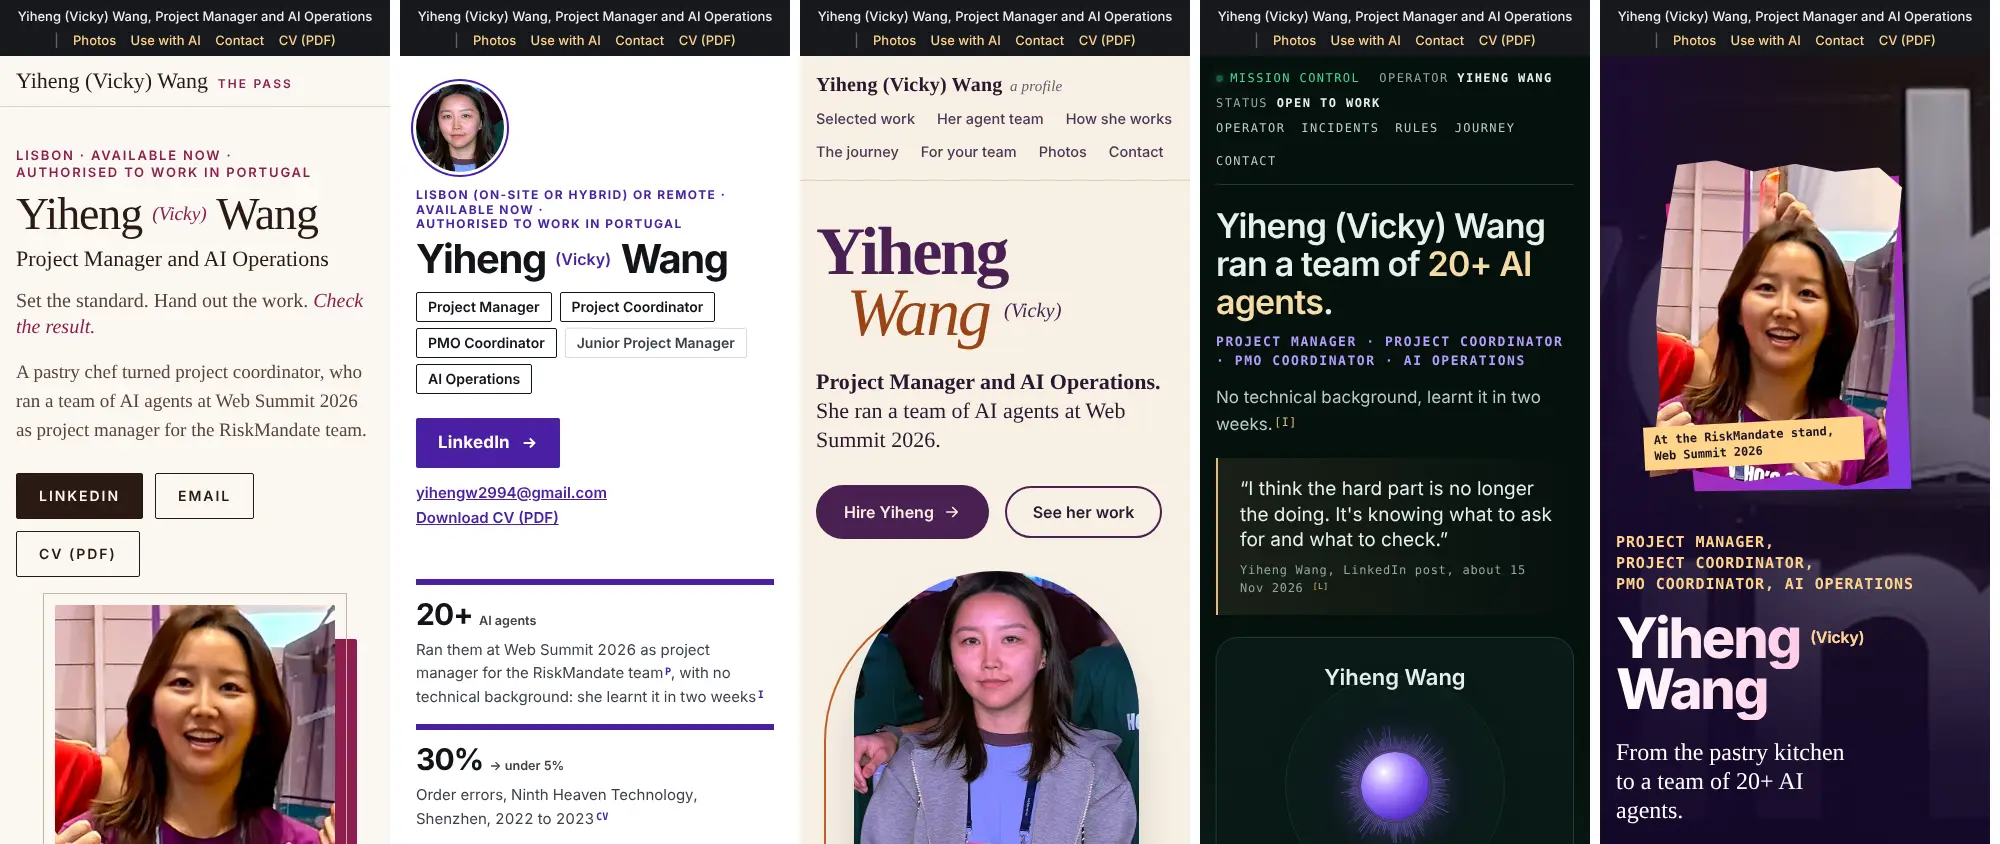 Yiheng (Vicky) Wang, Project Manager and AI Operations
| Photos Use with AI Contact CV (PDF)
Yiheng (Vicky) Wang THE PASS
LISBON · AVAILABLE NOW ·
AUTHORISED TO WORK IN PORTUGAL
Yiheng (Vicky) Wang
Project Manager and AI Operations
Set the standard. Hand out the work. Check
the result.
A pastry chef turned project coordinator, who
ran a team of AI agents at Web Summit 2026
as project manager for the RiskMandate team.
LINKEDIN EMAIL
CV (PDF)
Yiheng (Vicky) Wang, Project Manager and AI Operations
| Photos Use with AI Contact CV (PDF)
LISBON (ON-SITE OR HYBRID) OR REMOTE ·
AVAILABLE NOW ·
AUTHORISED TO WORK IN PORTUGAL
Yiheng (Vicky) Wang
Project Manager Project Coordinator
PMO Coordinator Junior Project Manager
AI Operations
LinkedIn →
yihengw2994@gmail.com
Download CV (PDF)
20+ AI agents
Ran them at Web Summit 2026 as project
manager for the RiskMandate team P, with no
technical background: she learnt it in two weeks I
30% → under 5%
Order errors, Ninth Heaven Technology,
Shenzhen, 2022 to 2023 CV
Yiheng (Vicky) Wang, Project Manager and AI Operations
| Photos Use with AI Contact CV (PDF)
Yiheng (Vicky) Wang a profile
Selected work Her agent team How she works
The journey For your team Photos Contact
Yiheng
Wang (Vicky)
Project Manager and AI Operations.
She ran a team of AI agents at Web
Summit 2026.
Hire Yiheng → See her work
Yiheng (Vicky) Wang, Project Manager and AI Operations
| Photos Use with AI Contact CV (PDF)
MISSION CONTROL OPERATOR YIHENG WANG
STATUS OPEN TO WORK
OPERATOR INCIDENTS RULES JOURNEY
CONTACT
Yiheng (Vicky) Wang
ran a team of 20+ AI
agents.
PROJECT MANAGER · PROJECT COORDINATOR
· PMO COORDINATOR · AI OPERATIONS
No technical background, learnt it in two
weeks. [I]
“I think the hard part is no longer
the doing. It's knowing what to ask
for and what to check.”
Yiheng Wang, LinkedIn post, about 15
Nov 2026 [L]
Yiheng Wang
Yiheng (Vicky) Wang, Project Manager and AI Operations
| Photos Use with AI Contact CV (PDF)
At the RiskMandate stand,
Web Summit 2026
PROJECT MANAGER,
PROJECT COORDINATOR,
PMO COORDINATOR, AI OPERATIONS
Yiheng (Vicky)
Wang
From the pastry kitchen
to a team of 20+ AI
agents.